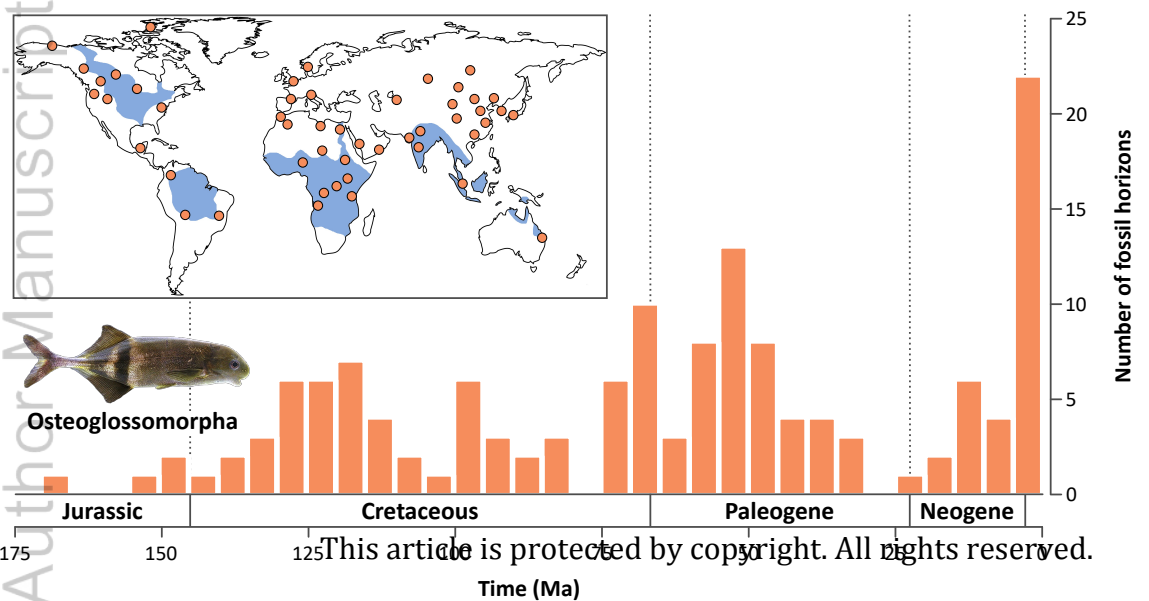 Author Manuscript
25
20
15
10
5
0
Number of fossil horizons
Osteoglossomorpha
Jurassic Cretaceous Paleogene Neogene
175 150 125 100 75 50 25 0
This article is protected by copyright. All rights reserved.
Time (Ma)